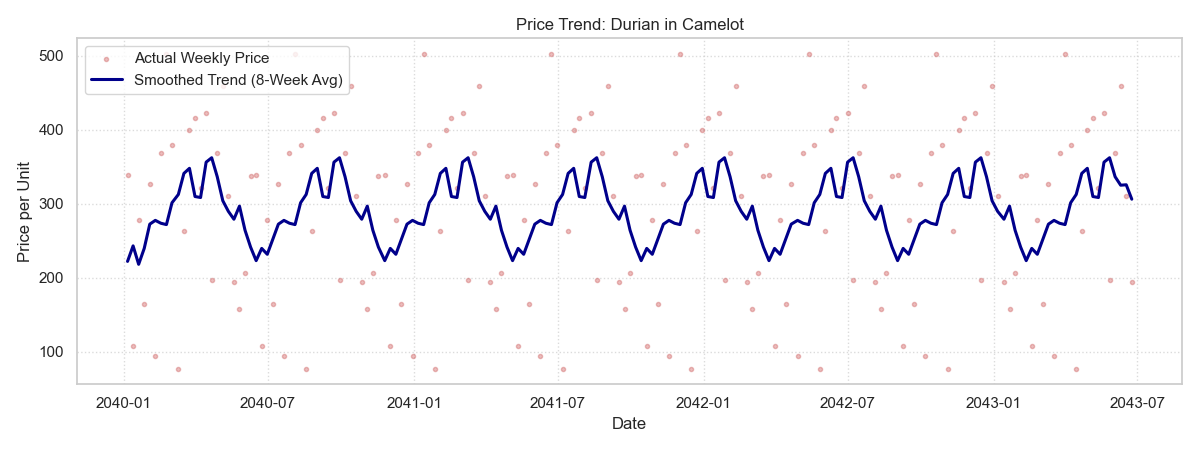 Price Trend: Durian in Camelot
Actual Weekly Price
Smoothed Trend (8-Week Avg)
Price per Unit
500
400
300
200
100
2040-01
2040-07
2041-01
2041-07
2042-01
2042-07
2043-01
2043-07
Date